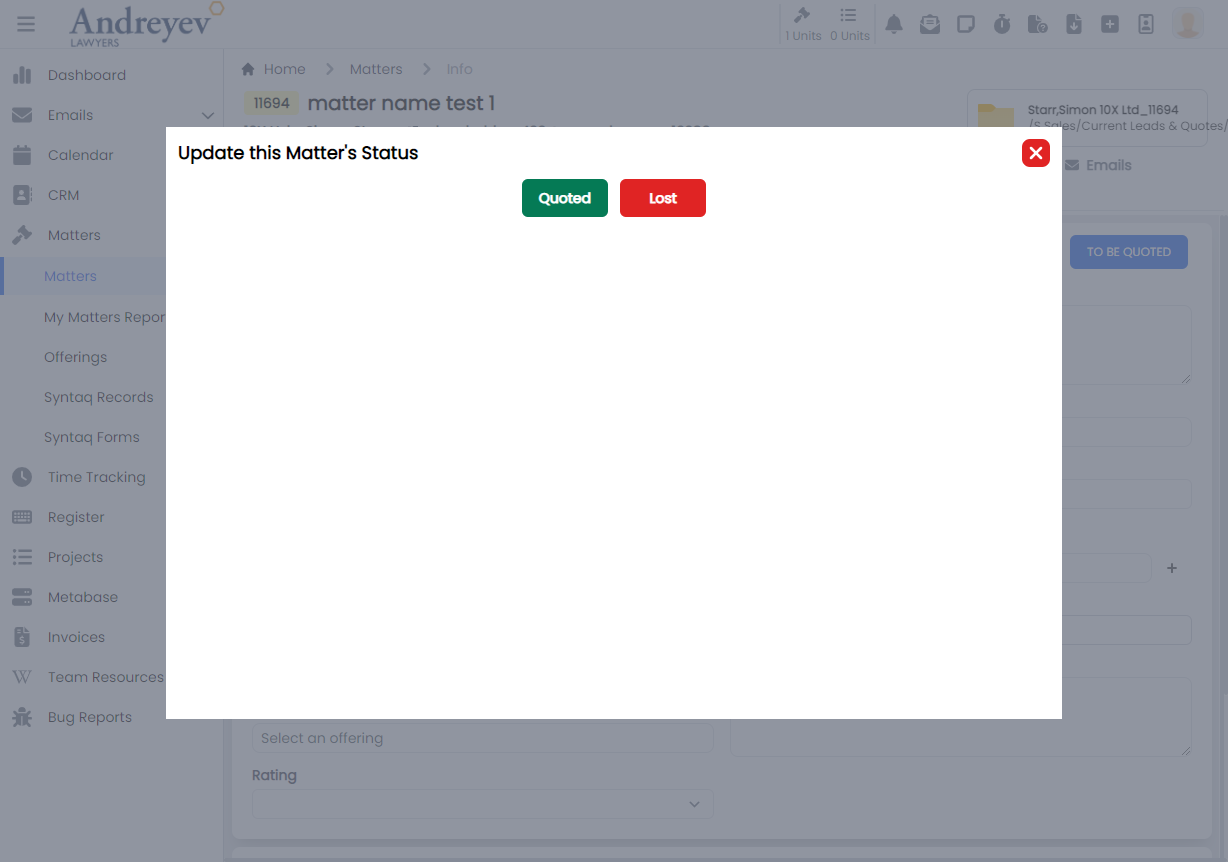 Andreyev
LAWYERS
1 Units 0 Units
Dashboard
Emails
Calendar
CRM
Matters
Matters
My Matters Repor
Offerings
Syntaq Records
Syntaq Forms
Time Tracking
Register
Projects
Metabase
Invoices
Team Resources
Bug Reports
Home > Matters > Info
11694 matter name test 1
Starr,Simon 10X Ltd_11694
/S Sales/Current Leads & Quotes/
Emails
TO BE QUOTED
Update this Matter's Status
Quoted Lost
Select an offering
Rating